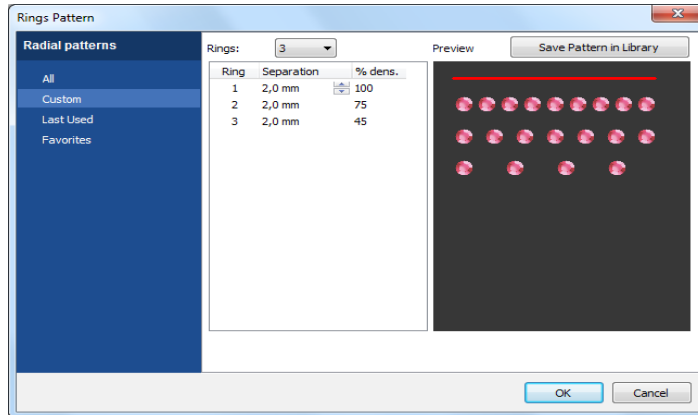 Rings Pattern
Radial patterns
All
Custom
Last Used
Favorites
Rings: 3
Preview
Save Pattern in Library
Ring Separation % dens.
1 2,0 mm 100
2 2,0 mm 75
3 2,0 mm 45
OK
Cancel